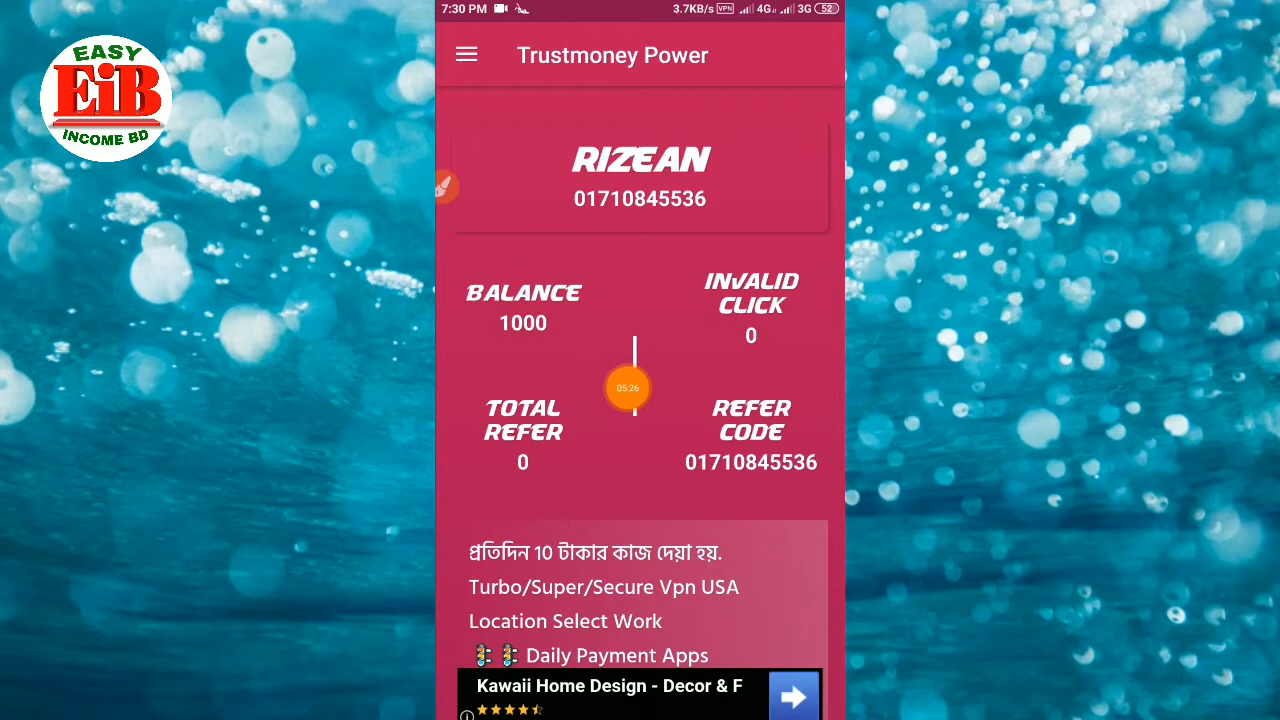 EASY
EiB
INCOME BD
7:30 PM 3.7KB/s VPN 4G 3G 52
Trustmoney Power
RIZEAN
01710845536
BALANCE
1000
INVALID
CLICK
0
05:26
TOTAL
REFER
0
REFER
CODE
01710845536
প্রতিদিন 10 টাকার কাজ দেয়া হয়.
Turbo/Super/Secure Vpn USA
Location Select Work
🚦🚦 Daily Payment Apps
Kawaii Home Design - Decor & F